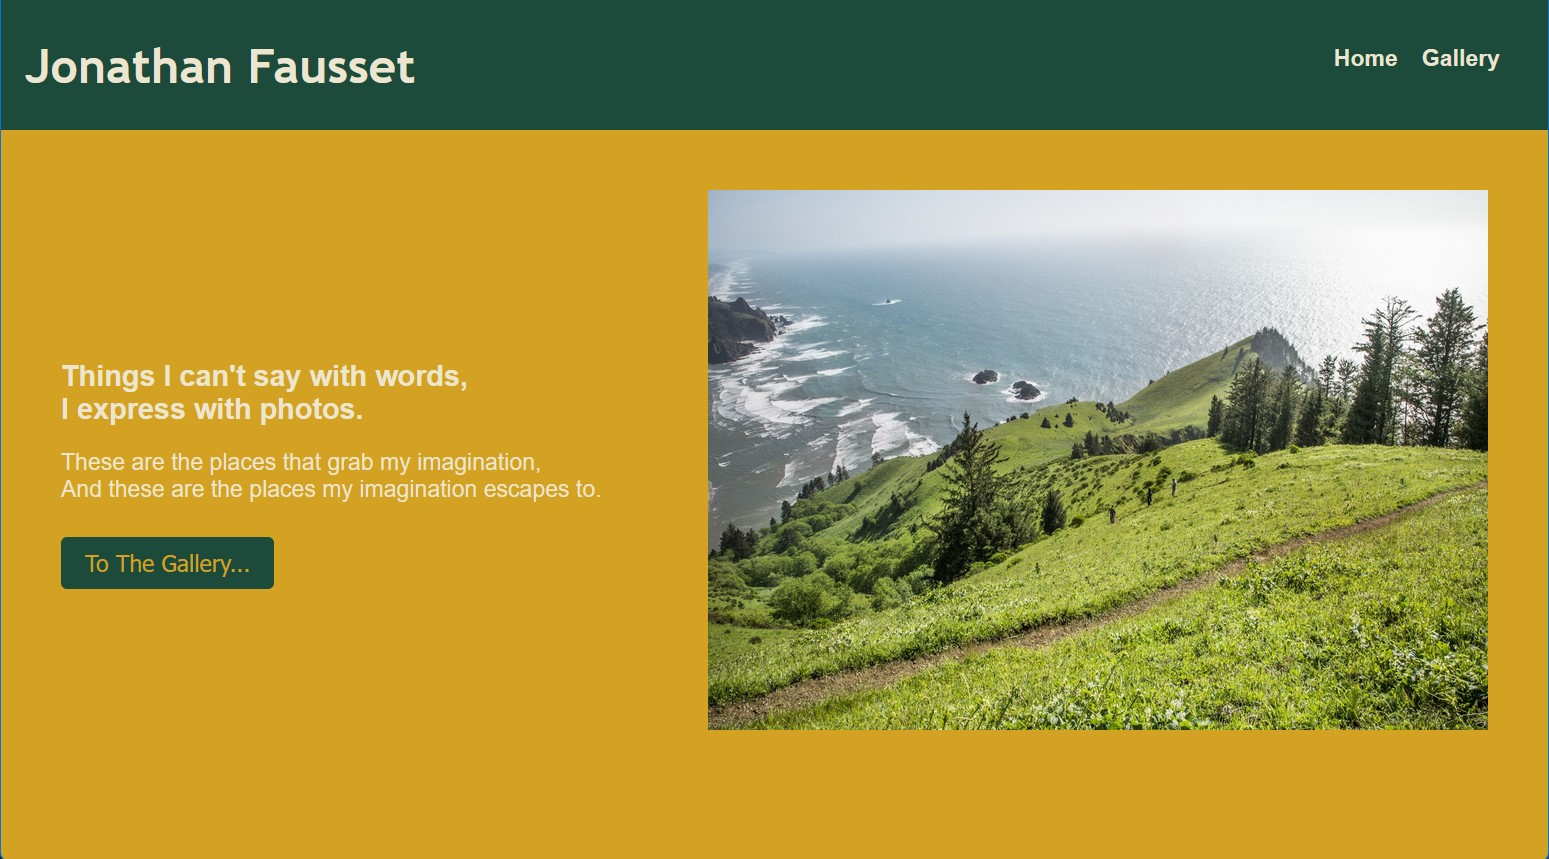 Jonathan Fausset
Home Gallery
Things I can't say with words,
I express with photos.
These are the places that grab my imagination,
And these are the places my imagination escapes to.
To The Gallery...